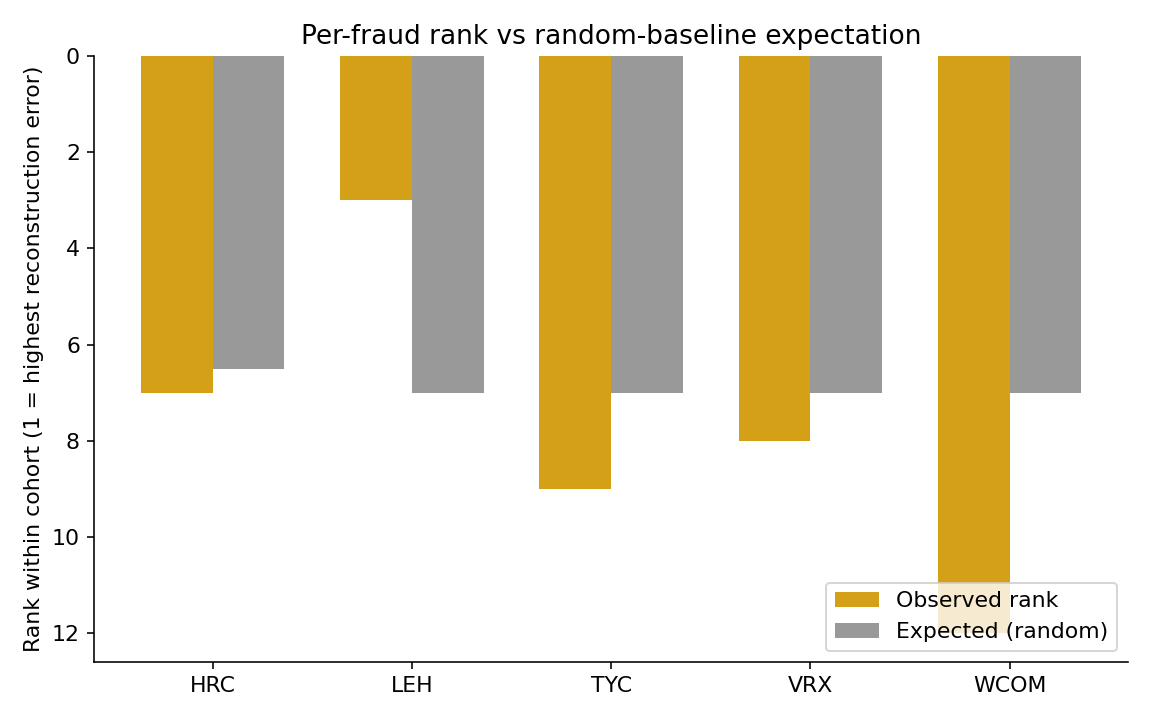 Per-fraud rank vs random-baseline expectation
Rank within cohort (1 = highest reconstruction error)
0
2
4
6
8
10
12
HRC
LEH
TYC
VRX
WCOM
Observed rank
Expected (random)